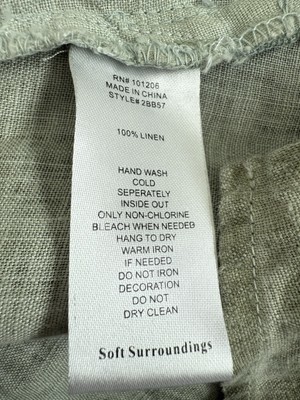 RN# 101206
MADE IN CHINA
STYLE# 2BB57
100% LINEN
HAND WASH
COLD
SEPERATELY
INSIDE OUT
ONLY NON-CHLORINE
BLEACH WHEN NEEDED
HANG TO DRY
WARM IRON
IF NEEDED
DO NOT IRON
DECORATION
DO NOT
DRY CLEAN
Soft Surroundings